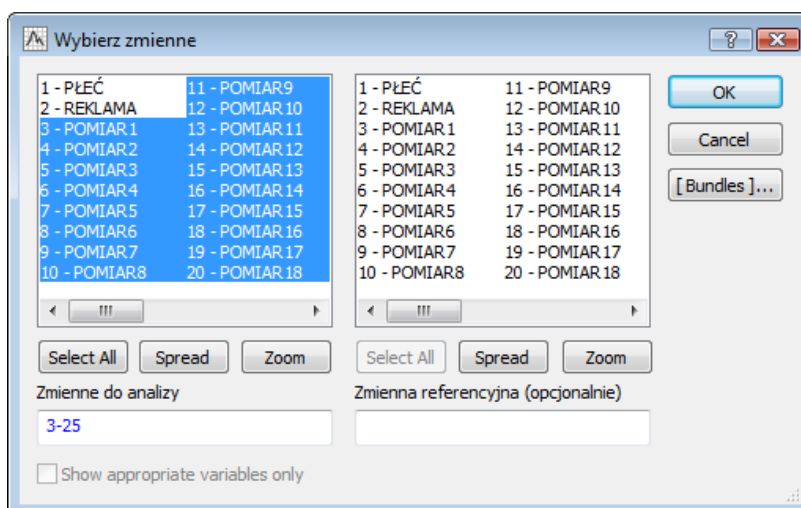 Wybierz zmienne
1 - PŁEĆ
2 - REKLAMA
3 - POMIAR1
4 - POMIAR2
5 - POMIAR3
6 - POMIAR4
7 - POMIAR5
8 - POMIAR6
9 - POMIAR7
10 - POMIAR8
11 - POMIAR9
12 - POMIAR10
13 - POMIAR11
14 - POMIAR12
15 - POMIAR13
16 - POMIAR14
17 - POMIAR15
18 - POMIAR16
19 - POMIAR17
20 - POMIAR18
Select All Spread Zoom
Zmienne do analizy
3-25
Show appropriate variables only
1 - PŁEĆ
2 - REKLAMA
3 - POMIAR1
4 - POMIAR2
5 - POMIAR3
6 - POMIAR4
7 - POMIAR5
8 - POMIAR6
9 - POMIAR7
10 - POMIAR8
11 - POMIAR9
12 - POMIAR10
13 - POMIAR11
14 - POMIAR12
15 - POMIAR13
16 - POMIAR14
17 - POMIAR15
18 - POMIAR16
19 - POMIAR17
20 - POMIAR18
Select All Spread Zoom
Zmienna referencyjna (opcjonalnie)
OK
Cancel
[ Bundles ]...